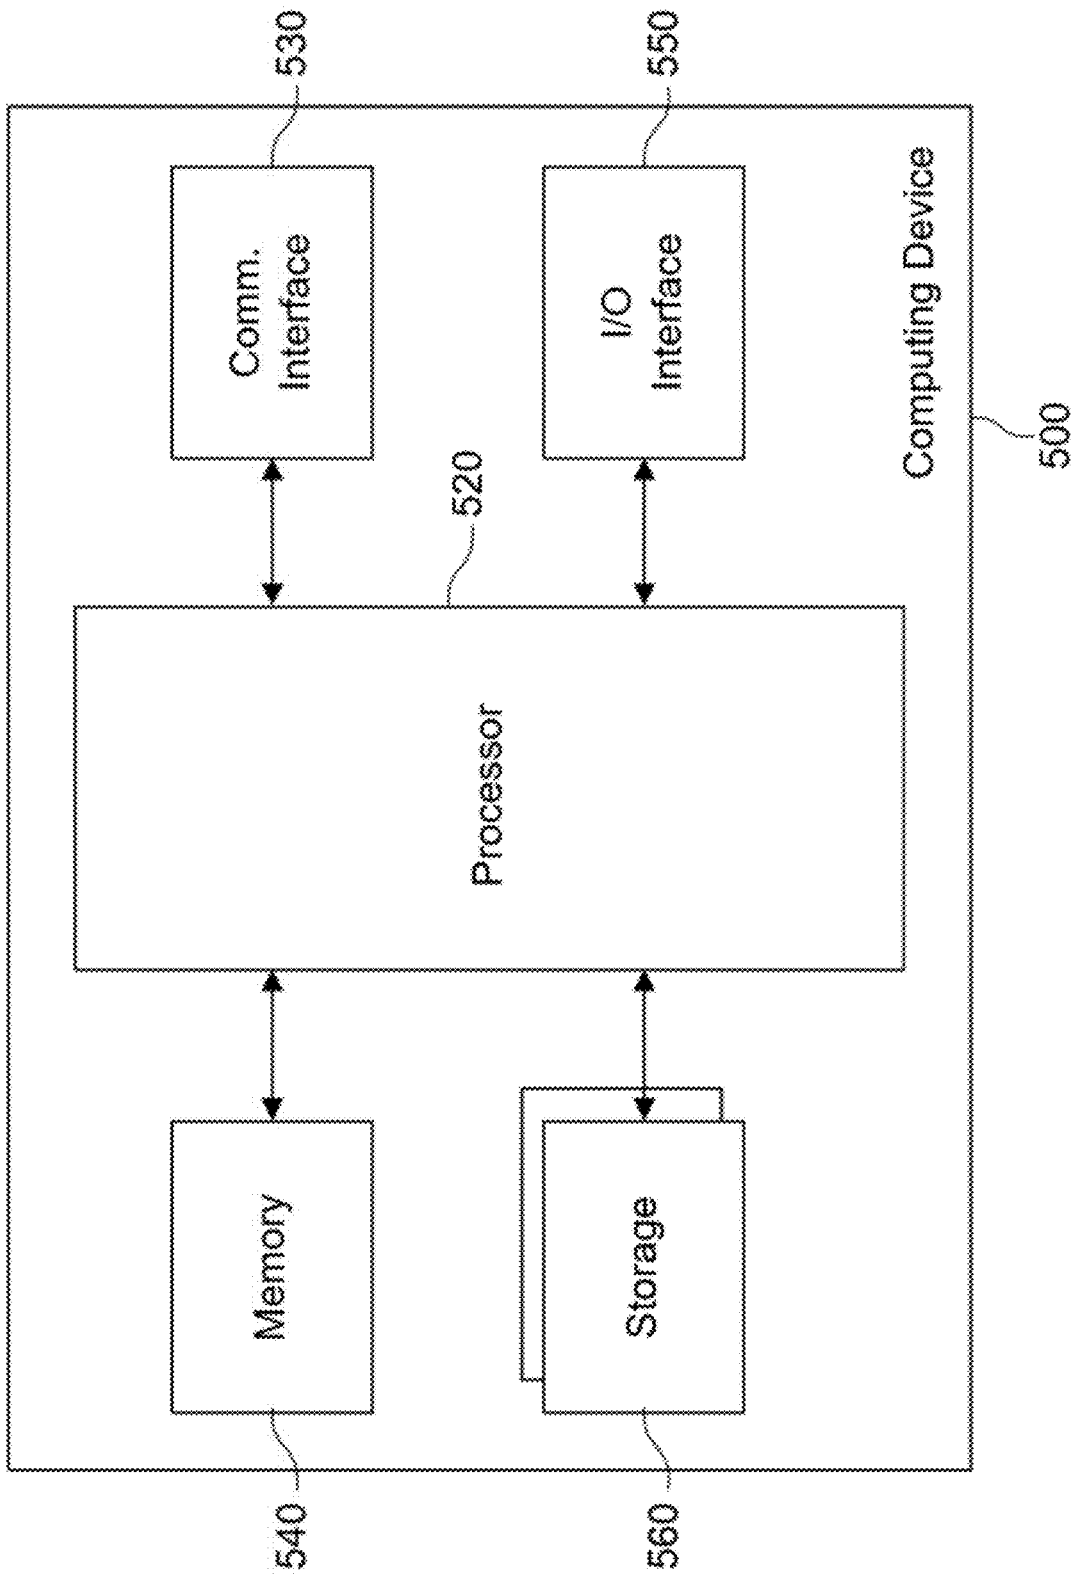 540
Memory
Comm.
Interface
530
520
Processor
560
Storage
I/O
Interface
550
Computing Device
500